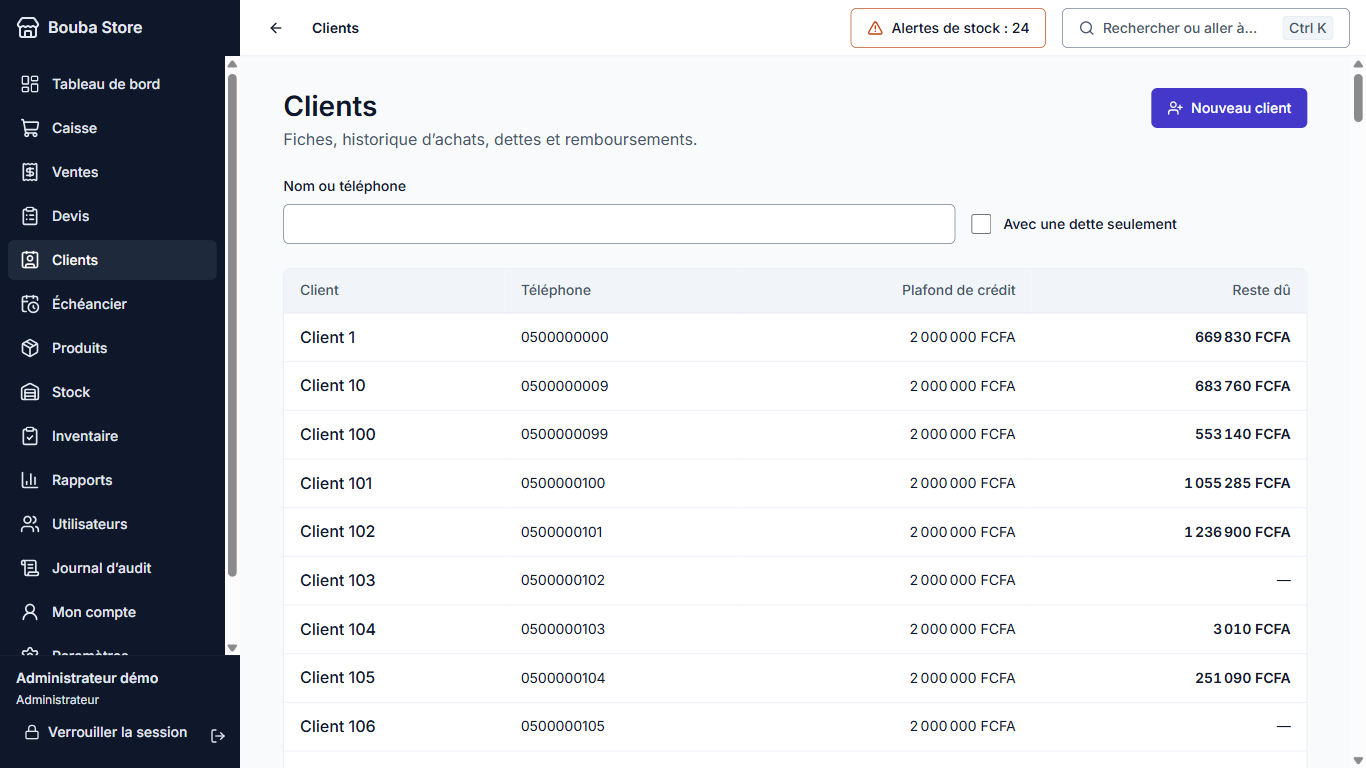 Bouba Store
Clients
Alertes de stock : 24
Rechercher ou aller à…
Ctrl K
Tableau de bord
Caisse
Ventes
Devis
Clients
Échéancier
Produits
Stock
Inventaire
Rapports
Utilisateurs
Journal d’audit
Mon compte
Paramètres
Administrateur démo
Administrateur
Verrouiller la session
Clients
Nouveau client
Fiches, historique d’achats, dettes et remboursements.
Nom ou téléphone
Avec une dette seulement
Client Téléphone Plafond de crédit Reste dû
Client 1 0500000000 2 000 000 FCFA 669 830 FCFA
Client 10 0500000009 2 000 000 FCFA 683 760 FCFA
Client 100 0500000099 2 000 000 FCFA 553 140 FCFA
Client 101 0500000100 2 000 000 FCFA 1 055 285 FCFA
Client 102 0500000101 2 000 000 FCFA 1 236 900 FCFA
Client 103 0500000102 2 000 000 FCFA —
Client 104 0500000103 2 000 000 FCFA 3 010 FCFA
Client 105 0500000104 2 000 000 FCFA 251 090 FCFA
Client 106 0500000105 2 000 000 FCFA —